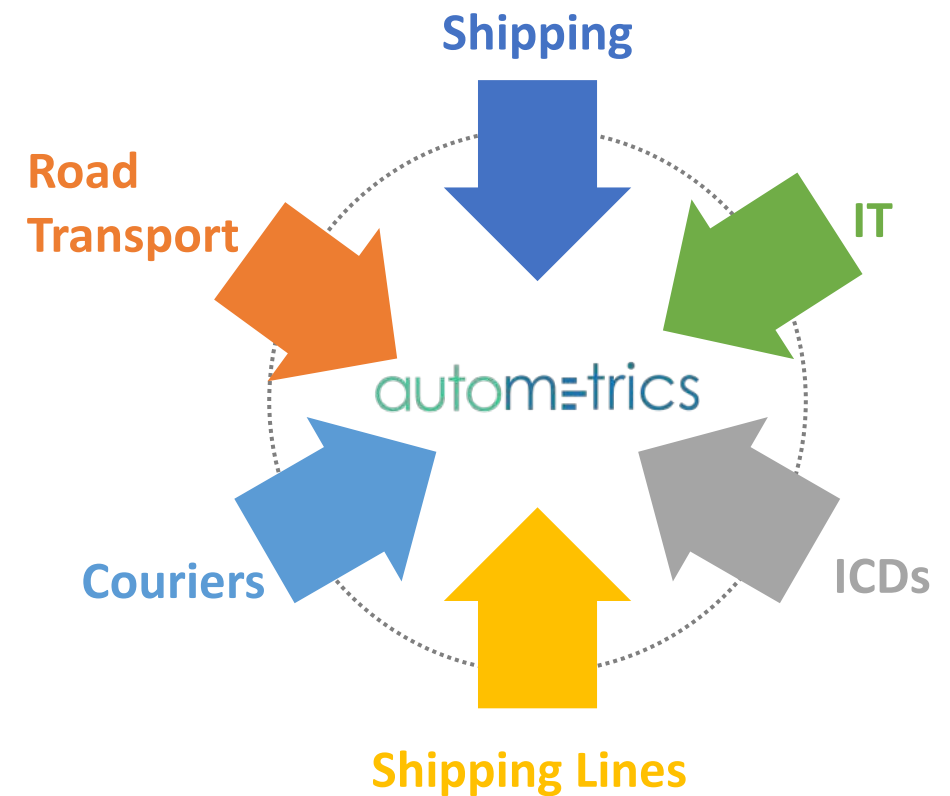 Shipping
Road
Transport
IT
autometrics
Couriers
ICDs
Shipping Lines